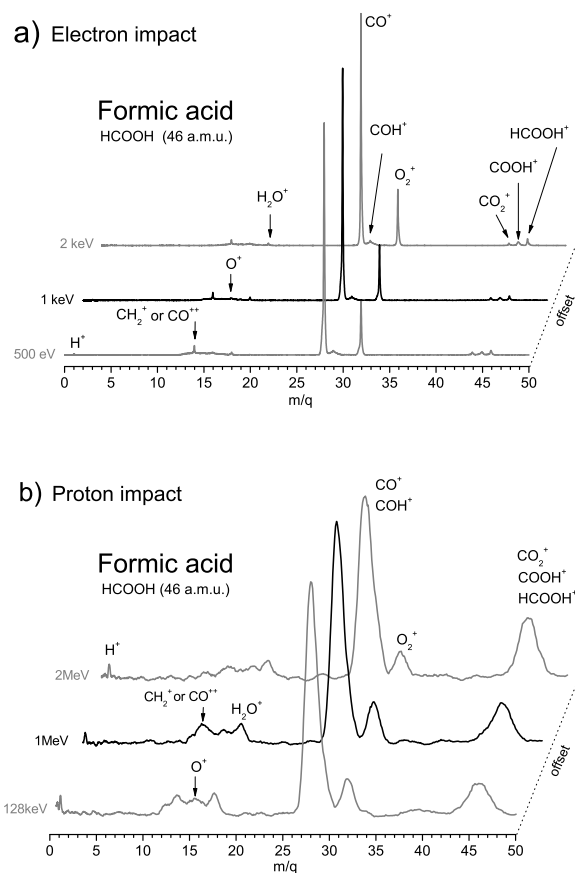 a) Electron impact
CO⁺
Formic acid
HCOOH (46 a.m.u.)
COH⁺
HCOOH⁺
COOH⁺
O₂⁺
H₂O⁺
CO₂⁺
2 keV
O⁺
1 keV
CH₂⁺ or CO⁺⁺
offset
H⁺
500 eV
0 5 10 15 20 25 30 35 40 45 50
m/q
b) Proton impact
CO⁺
COH⁺
Formic acid
HCOOH (46 a.m.u.)
CO₂⁺
COOH⁺
HCOOH⁺
H⁺
O₂⁺
2MeV
CH₂⁺ or CO⁺⁺
H₂O⁺
1MeV
offset
O⁺
128keV
0 5 10 15 20 25 30 35 40 45 50
m/q